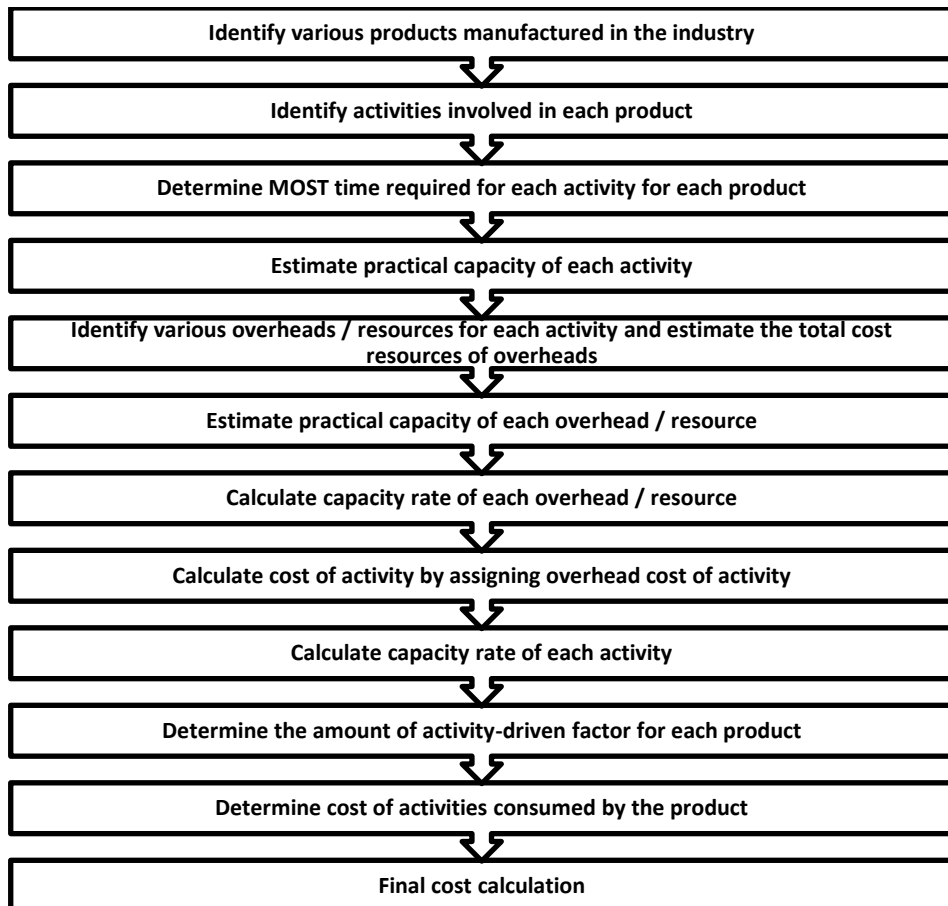 Identify various products manufactured in the industry
Identify activities involved in each product
Determine MOST time required for each activity for each product
Estimate practical capacity of each activity
Identify various overheads / resources for each activity and estimate the total cost
resources of overheads
Estimate practical capacity of each overhead / resource
Calculate capacity rate of each overhead / resource
Calculate cost of activity by assigning overhead cost of activity
Calculate capacity rate of each activity
Determine the amount of activity-driven factor for each product
Determine cost of activities consumed by the product
Final cost calculation